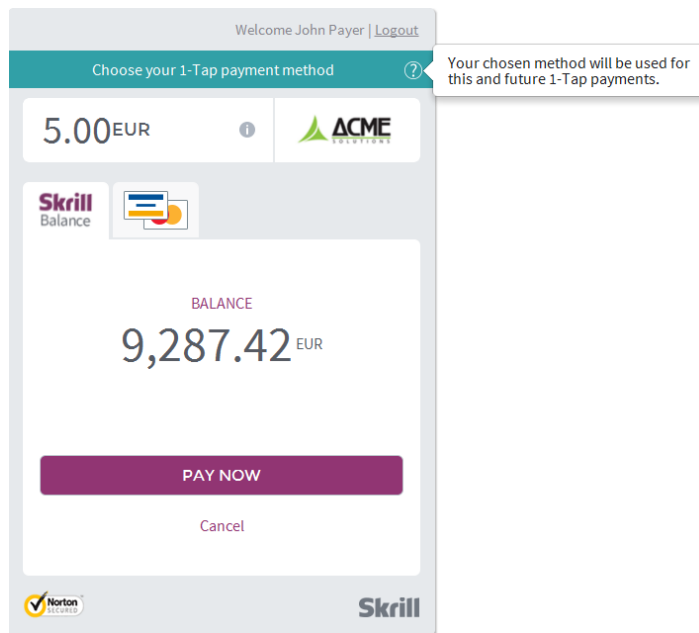 Welcome John Payer | Logout
Choose your 1-Tap payment method ?
Your chosen method will be used for
this and future 1-Tap payments.
5.00 EUR i
ACME
SOLUTIONS
Skrill
Balance
BALANCE
9,287.42 EUR
PAY NOW
Cancel
Norton
SECURED
Skrill